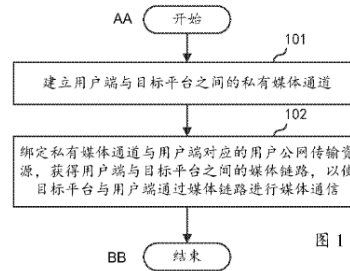 AA 开始
101
建立用户端与目标平台之间的私有媒体通道
102
绑定私有媒体通道与用户端对应的用户公网传输资
源，获得用户端与目标平台之间的媒体链路，以使
目标平台与用户端通过媒体链路进行媒体通信
BB 结束
图 1